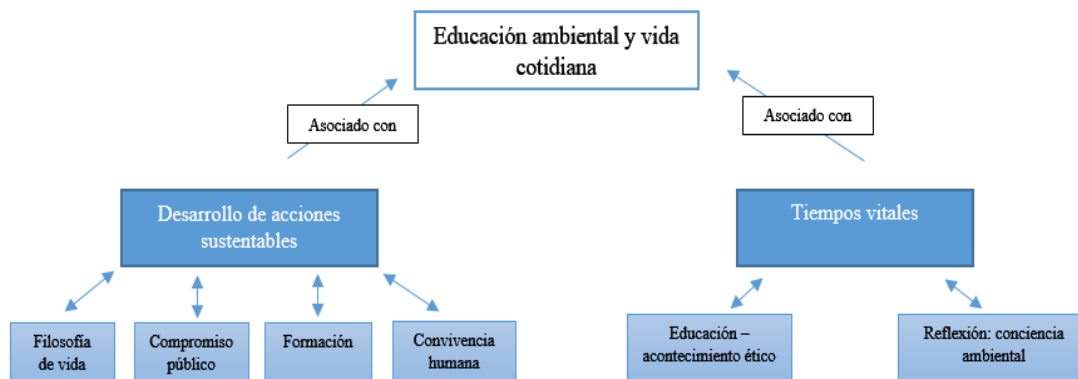 Educación ambiental y vida
cotidiana
Asociado con
Asociado con
Desarrollo de acciones
sustentables
Tiempos vitales
Filosofía
de vida
Compromiso
público
Formación
Convivencia
humana
Educación –
acontecimiento ético
Reflexión: conciencia
ambiental